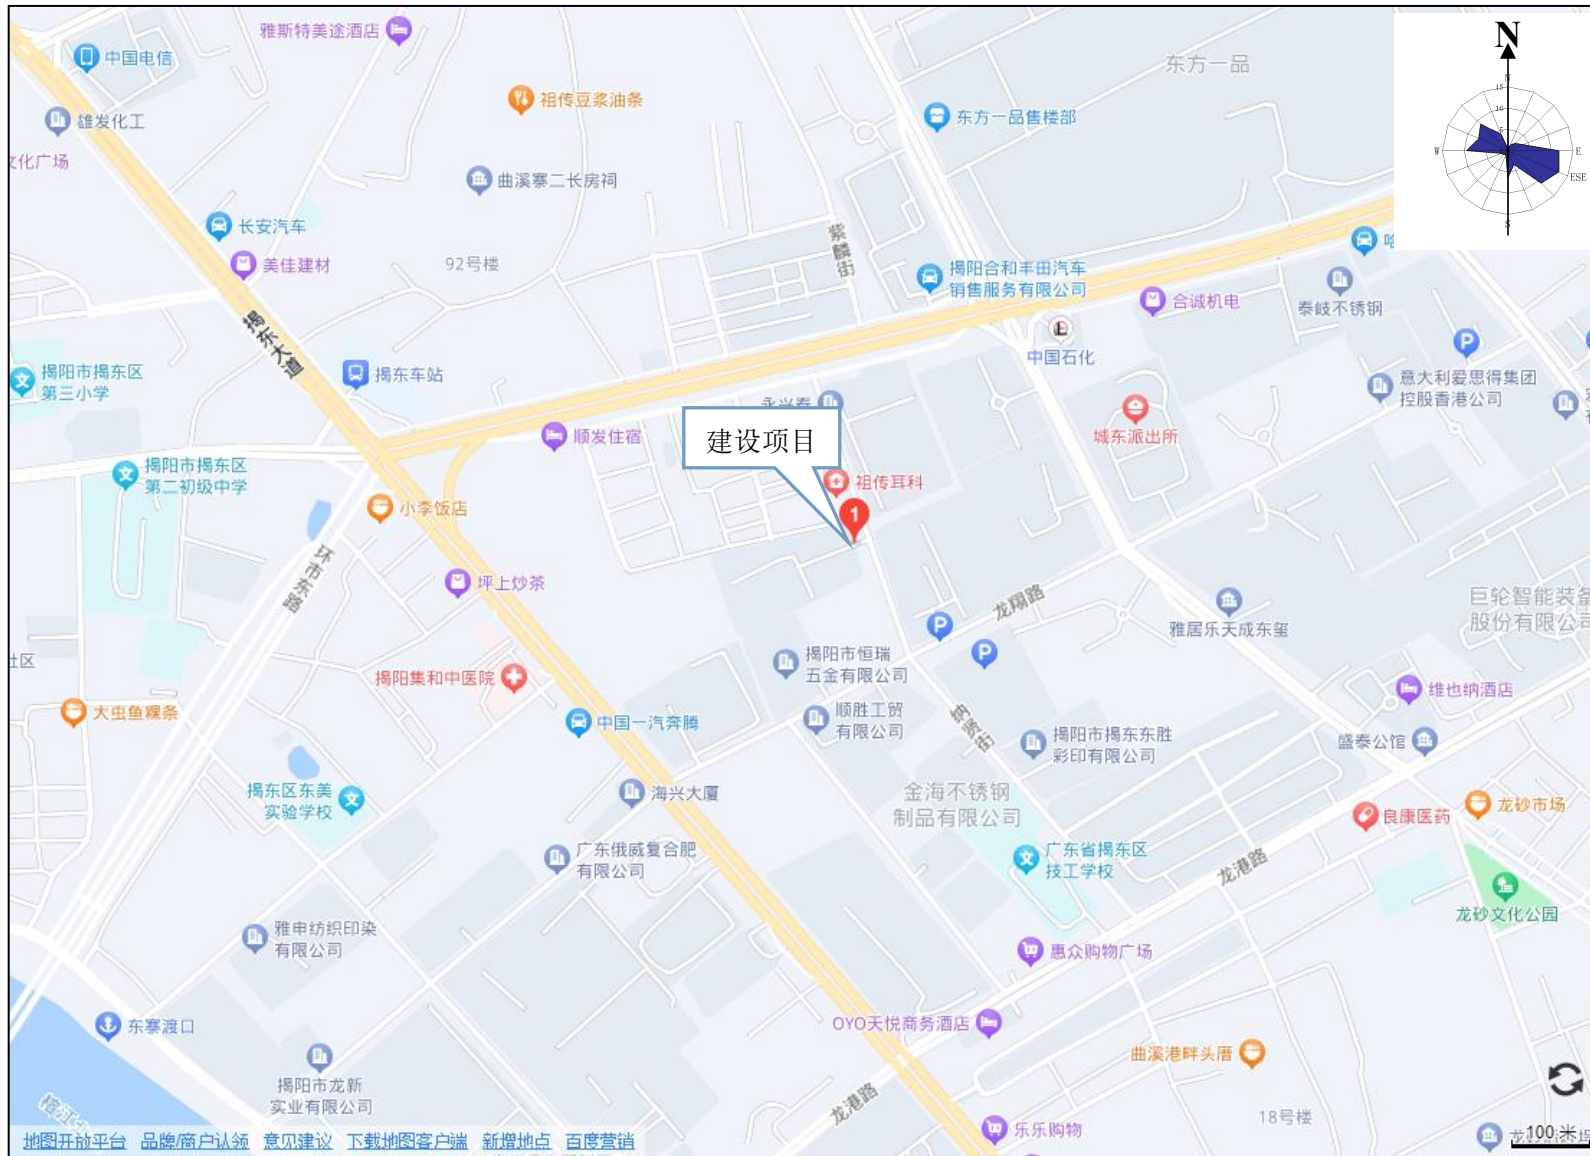 雅斯特美途酒店
N
中国电信
东方一品
N
15
10
5
W
E
ESE
S
祖传豆浆油条
雄发化工
东方一品售楼部
文化广场
曲溪寨二长房祠
长安汽车
紫麟街
美佳建材
92号楼
哈
揭阳合和丰田汽车
销售服务有限公司
合诚机电
泰岐不锈钢
揭东大道
中国石化
揭阳市揭东区
第三小学
揭东车站
意大利爱思得集团
控股香港公司
永兴泰
顺发住宿
建设项目
城东派出所
揭阳市揭东区
第二初级中学
祖传耳科
小李饭店
1
环市东路
坪上炒茶
龙翔路
雅居乐天成东玺
巨轮智能装备
股份有限公司
社区
揭阳市恒瑞
五金有限公司
揭阳集和中医院
维也纳酒店
大虫鱼粿条
中国一汽奔腾
顺胜工贸
有限公司
纳贤街
揭阳市揭东东胜
彩印有限公司
盛泰公馆
揭东区东美
实验学校
海兴大厦
金海不锈钢
制品有限公司
良康医药
龙砂市场
广东俄威复合肥
有限公司
广东省揭东区
技工学校
龙港路
龙砂文化公园
雅申纺织印染
有限公司
惠众购物广场
东寨渡口
OYO天悦商务酒店
曲溪港畔头厝
揭阳市龙新
实业有限公司
龙港路
18号楼
乐乐购物
榕江
地图开放平台 品牌/商户认领 意见建议 下载地图客户端 新增地点 百度营销
100 米